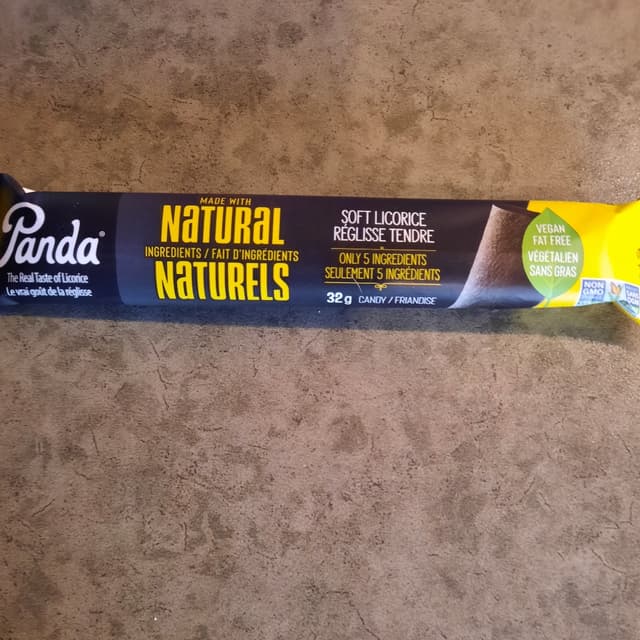 Panda®
The Real Taste of Licorice
Le vrai goût de la réglisse
MADE WITH
NATURAL
INGREDIENTS / FAIT D'INGRÉDIENTS
NATURELS
SOFT LICORICE
RÉGLISSE TENDRE
ONLY 5 INGREDIENTS
SEULEMENT 5 INGRÉDIENTS
32g CANDY / FRIANDISE
VEGAN
FAT FREE
VÉGÉTALIEN
SANS GRAS
NON
GMO